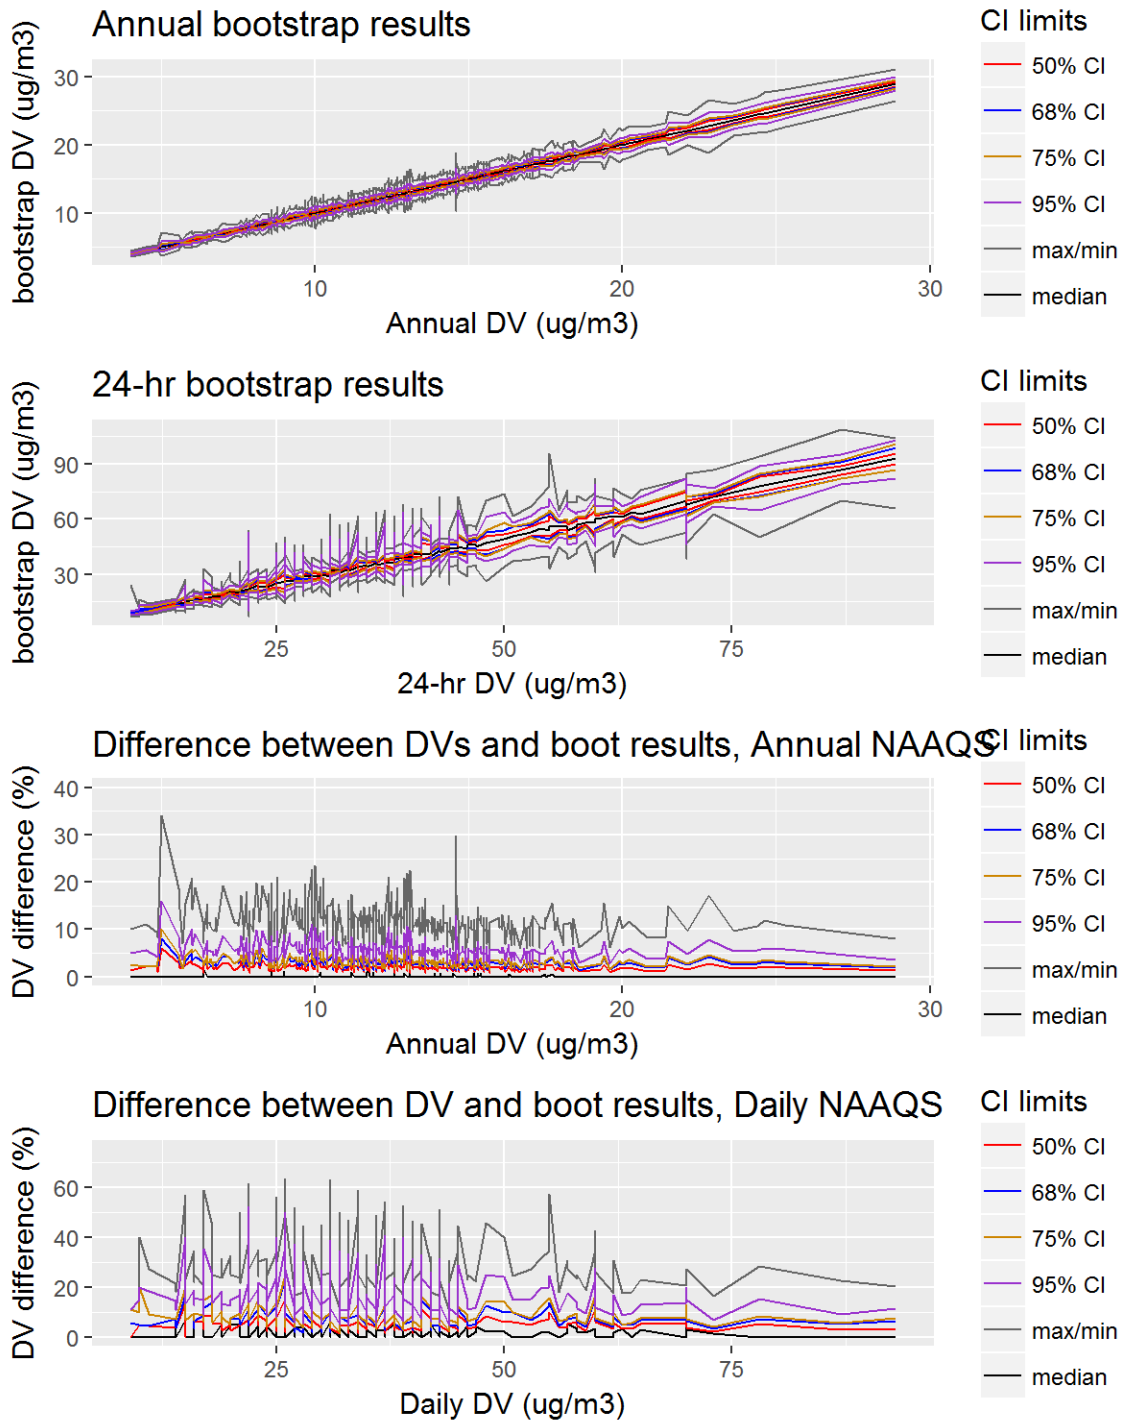 Annual bootstrap results
bootstrap DV (ug/m3)
30
20
10
10 20 30
Annual DV (ug/m3)
CI limits
50% CI
68% CI
75% CI
95% CI
max/min
median
24-hr bootstrap results
bootstrap DV (ug/m3)
90
60
30
25 50 75
24-hr DV (ug/m3)
CI limits
50% CI
68% CI
75% CI
95% CI
max/min
median
Difference between DVs and boot results, Annual NAAQS
DV difference (%)
40
30
20
10
0
10 20 30
Annual DV (ug/m3)
CI limits
50% CI
68% CI
75% CI
95% CI
max/min
median
Difference between DV and boot results, Daily NAAQS
DV difference (%)
60
40
20
0
25 50 75
Daily DV (ug/m3)
CI limits
50% CI
68% CI
75% CI
95% CI
max/min
median